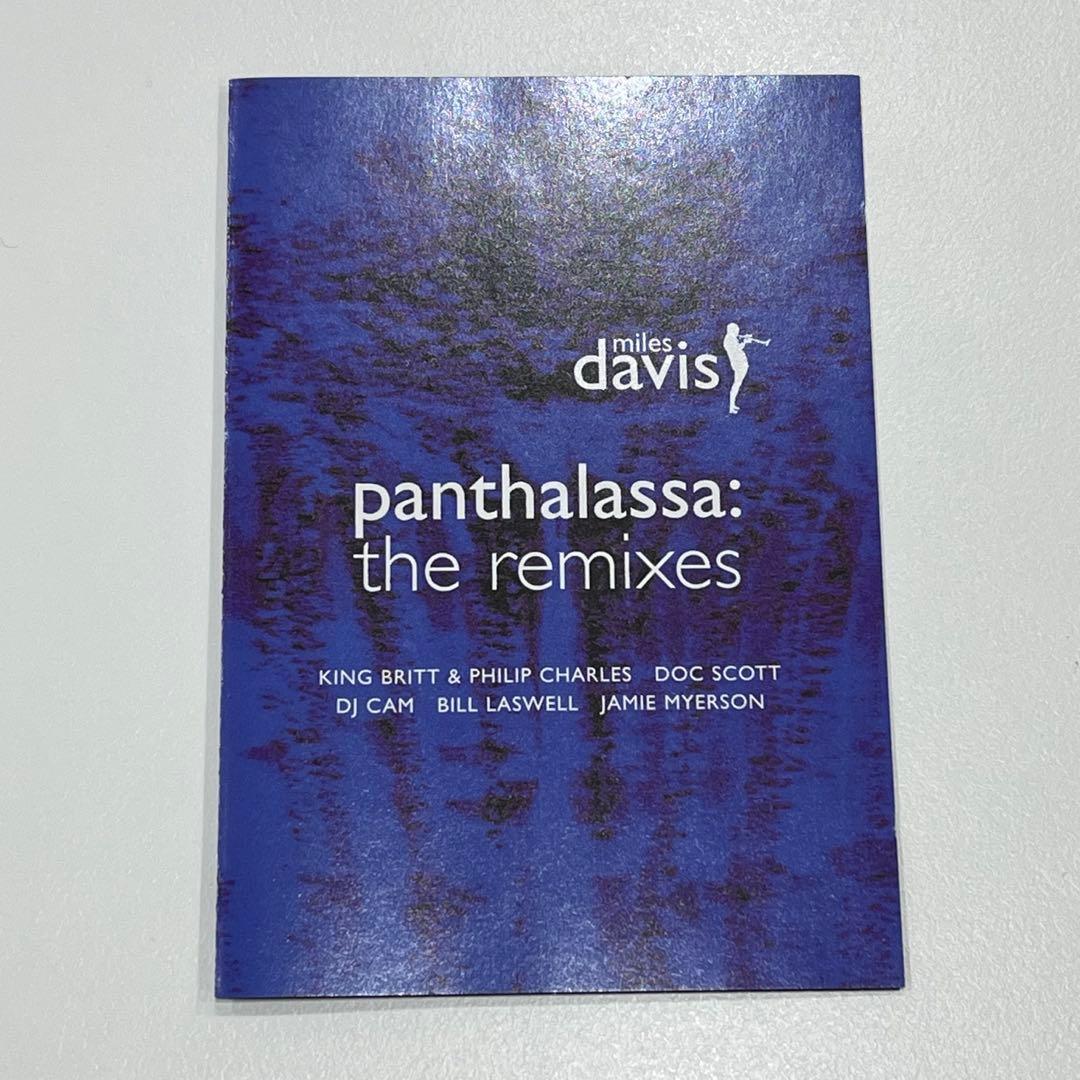 miles
davis
panthalassa:
the remixes
KING BRITT & PHILIP CHARLES DOC SCOTT
DJ CAM BILL LASWELL JAMIE MYERSON